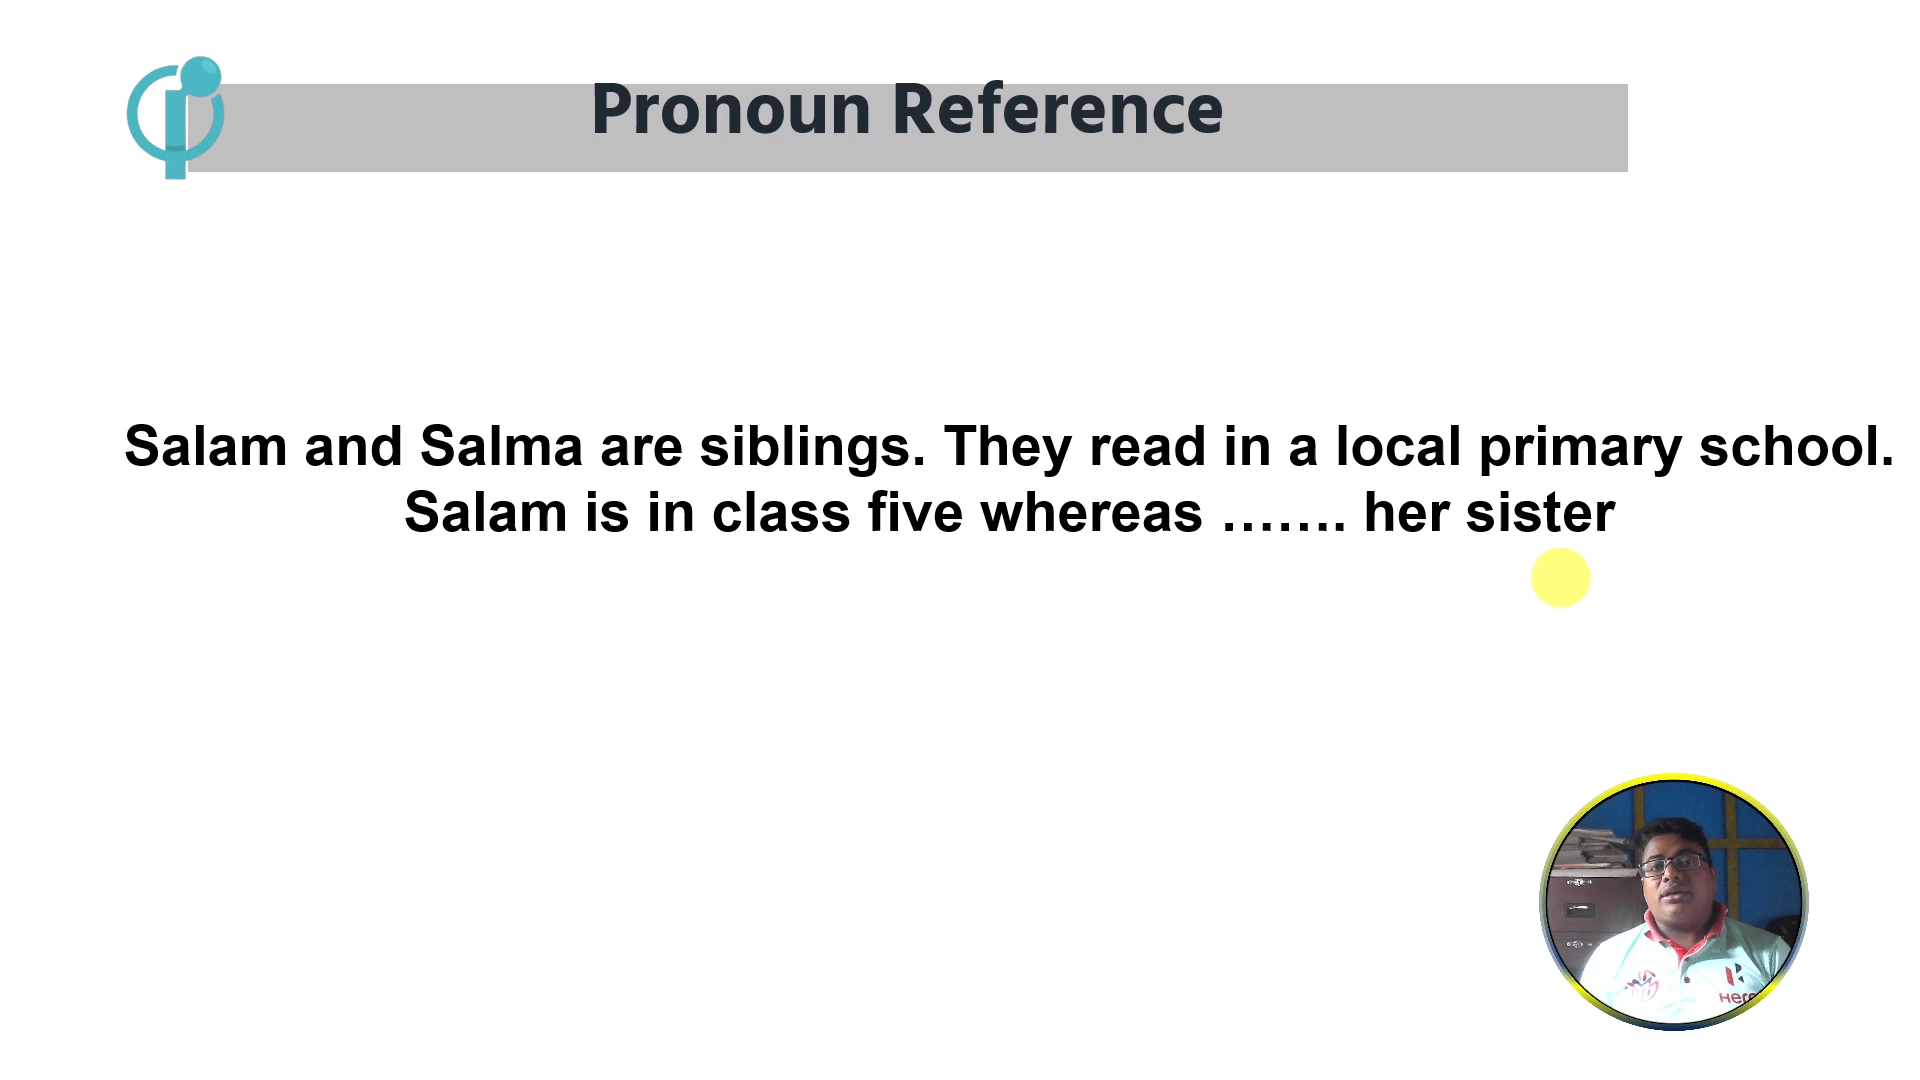 Pronoun Reference
Salam and Salma are siblings. They read in a local primary school.
Salam is in class five whereas ……. her sister
Hero